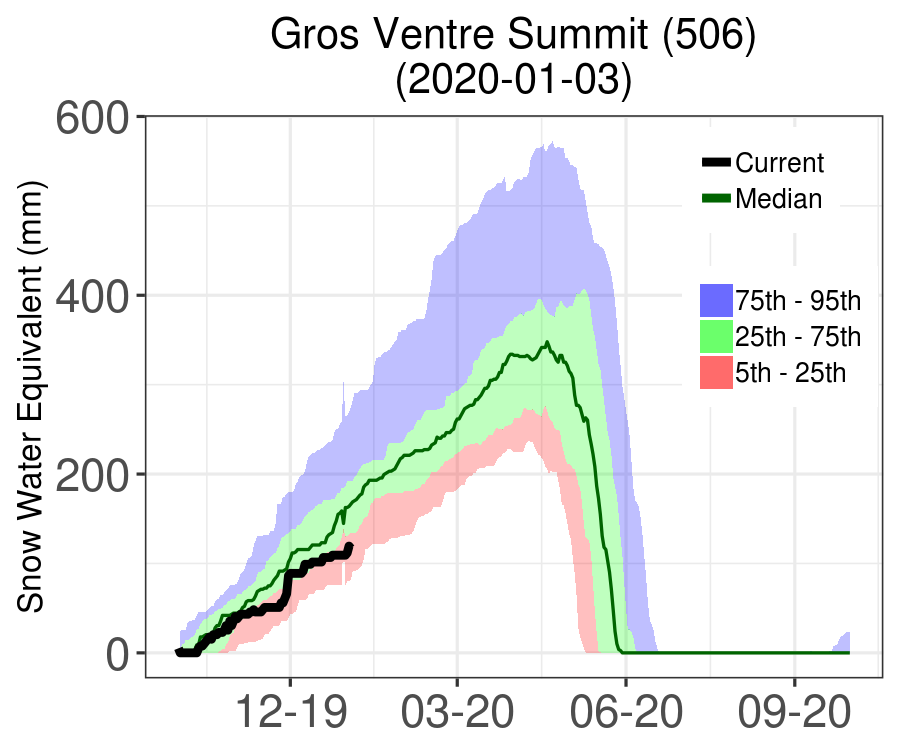 Gros Ventre Summit (506)
(2020-01-03)
Snow Water Equivalent (mm)
600
400
200
0
Current
Median
75th - 95th
25th - 75th
5th - 25th
12-19 03-20 06-20 09-20